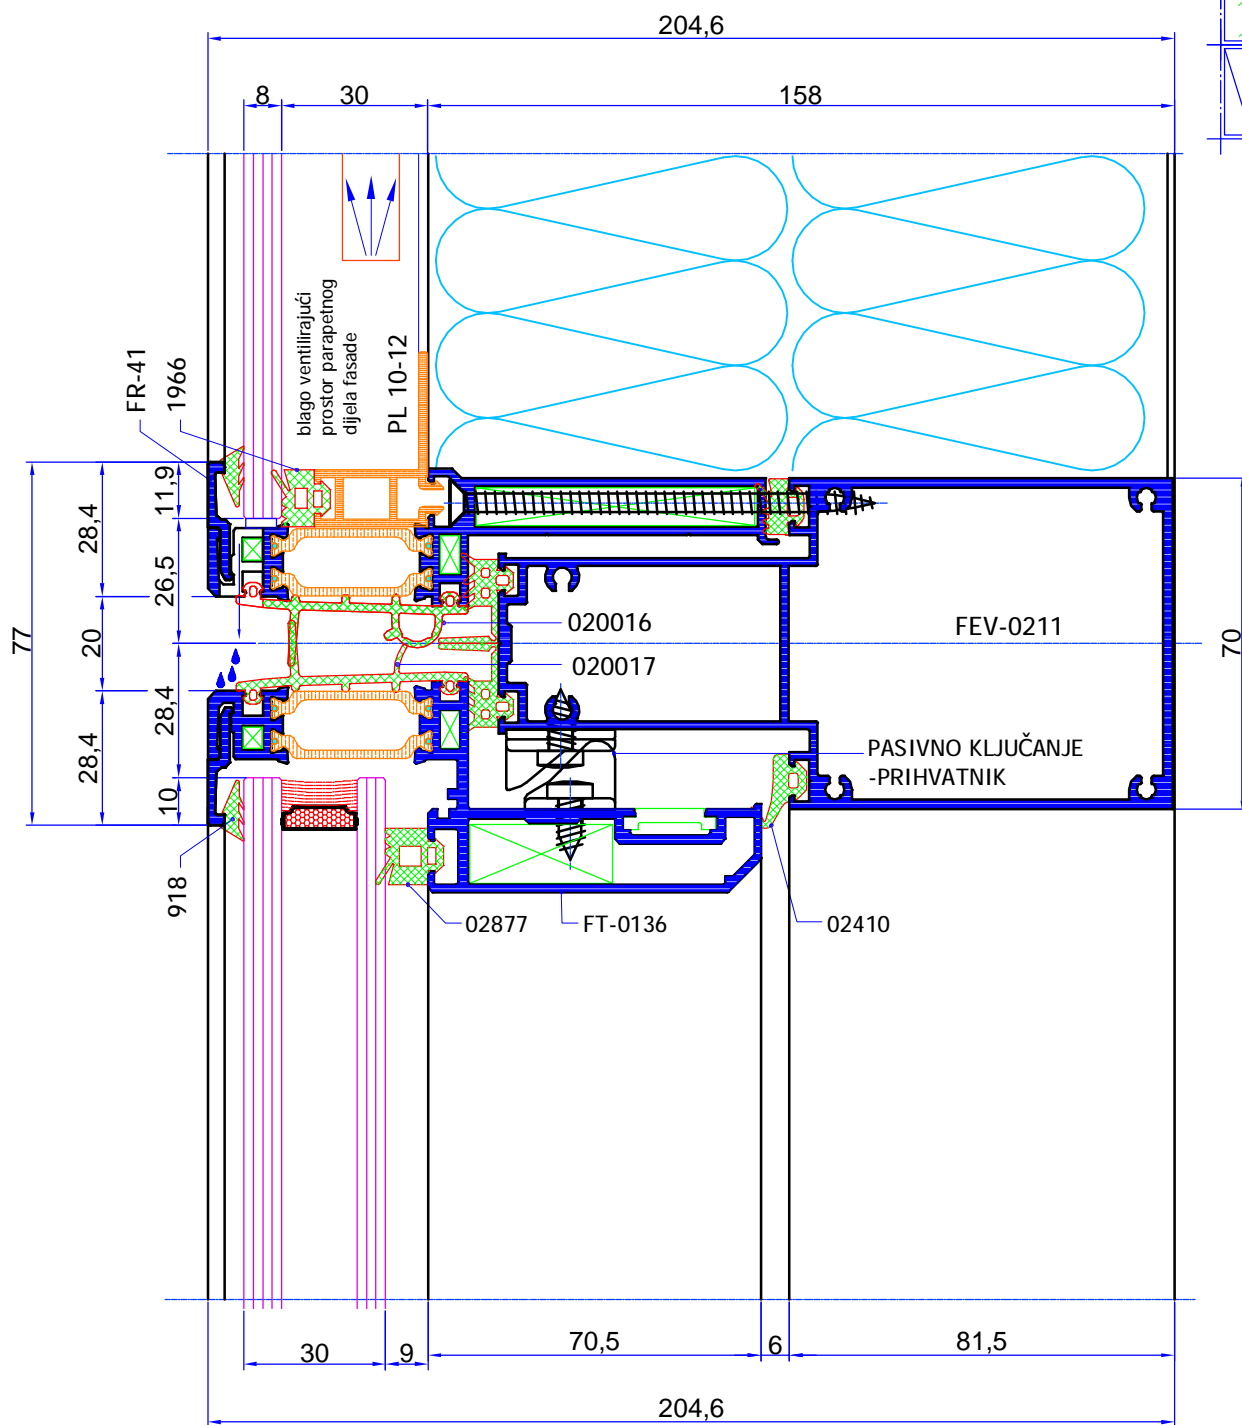 204,6
8
30
158
blago ventilirajući
prostor parapetnog
dijela fasade
PL 10-12
FR-41
1966
11,9
28,4
26,5
20
77
28,4
28,4
10
020016
020017
FEV-0211
70
PASIVNO KLJUČANJE
-PRIHVATNIK
918
02877
FT-0136
02410
30
9
70,5
6
81,5
204,6